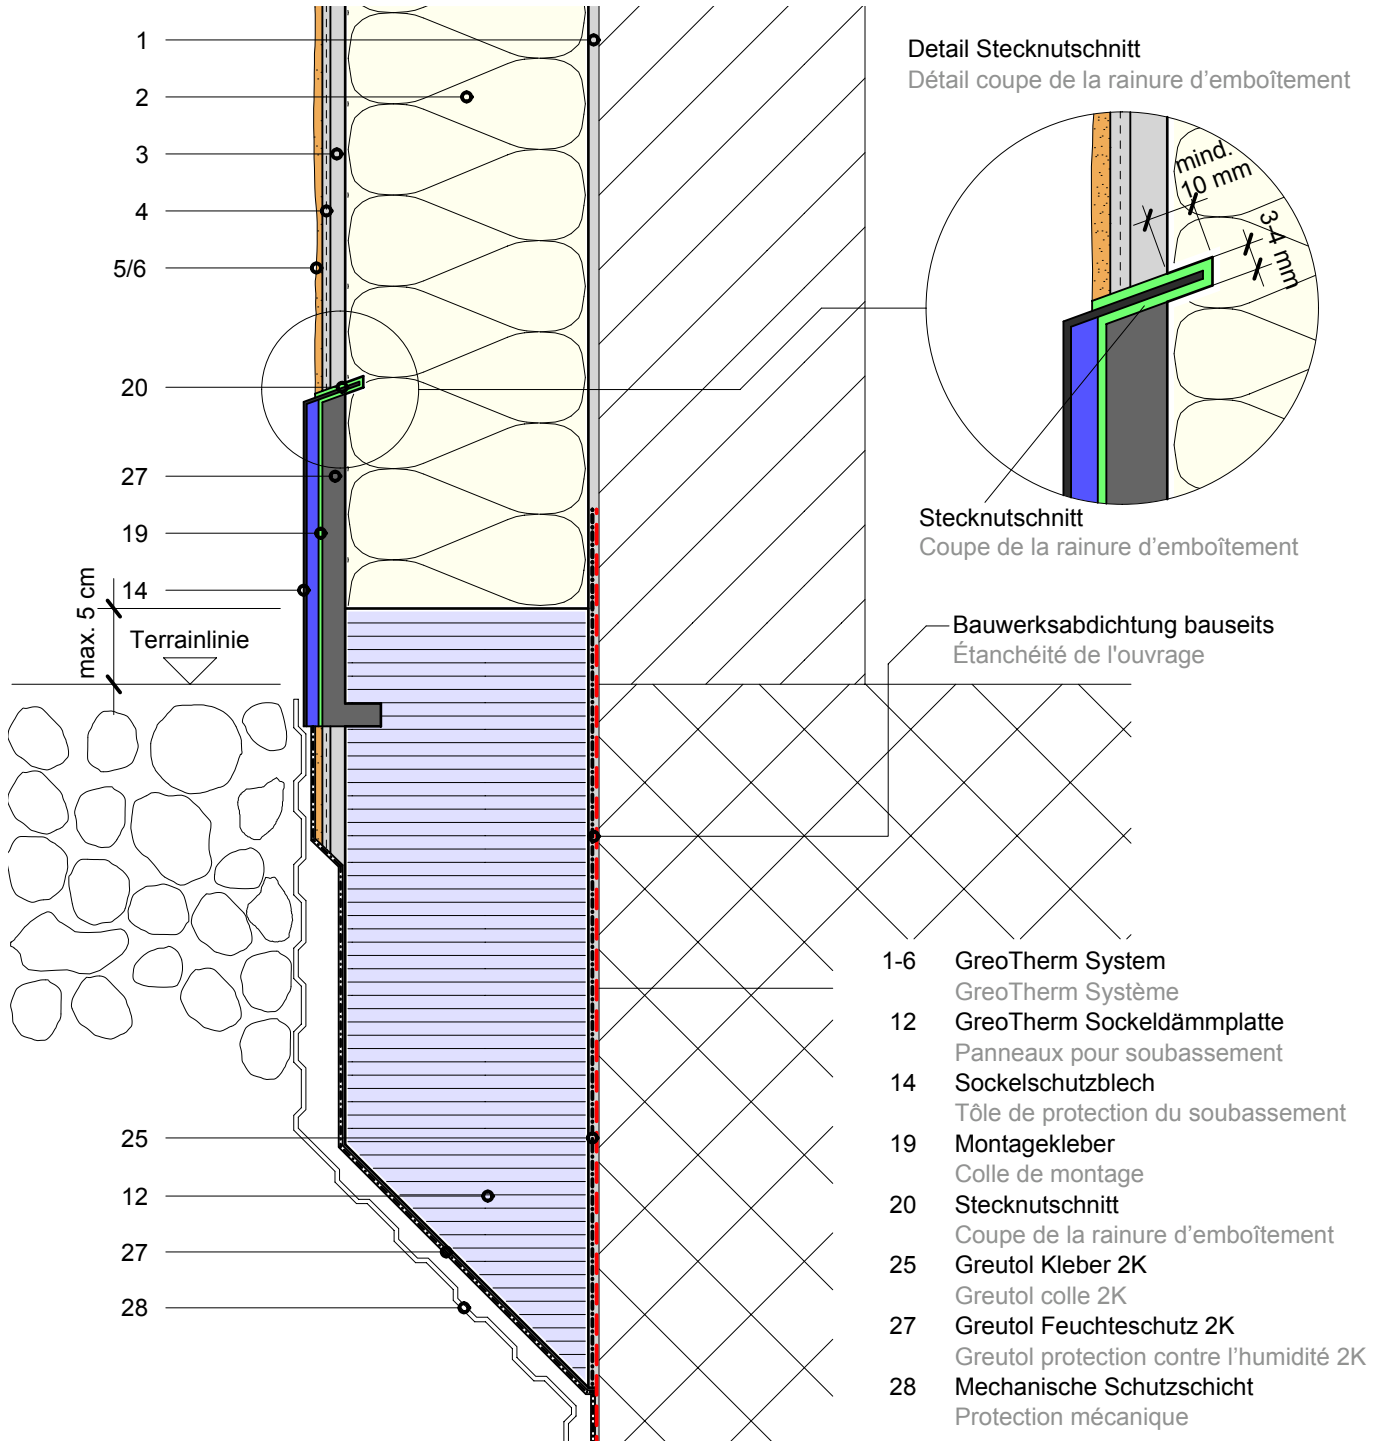 1
2
3
4
5/6
20
27
19
14
max. 5 cm
Terrainlinie
25
12
27
28
Detail Stecknutschnitt
Détail coupe de la rainure d’emboîtement
mind.
10 mm
3-4 mm
Stecknutschnitt
Coupe de la rainure d’emboîtement
Bauwerksabdichtung bauseits
Étanchéité de l'ouvrage
1-6 GreoTherm System
GreoTherm Système
12 GreoTherm Sockeldämmplatte
Panneaux pour soubassement
14 Sockelschutzblech
Tôle de protection du soubassement
19 Montagekleber
Colle de montage
20 Stecknutschnitt
Coupe de la rainure d’emboîtement
25 Greutol Kleber 2K
Greutol colle 2K
27 Greutol Feuchteschutz 2K
Greutol protection contre l’humidité 2K
28 Mechanische Schutzschicht
Protection mécanique